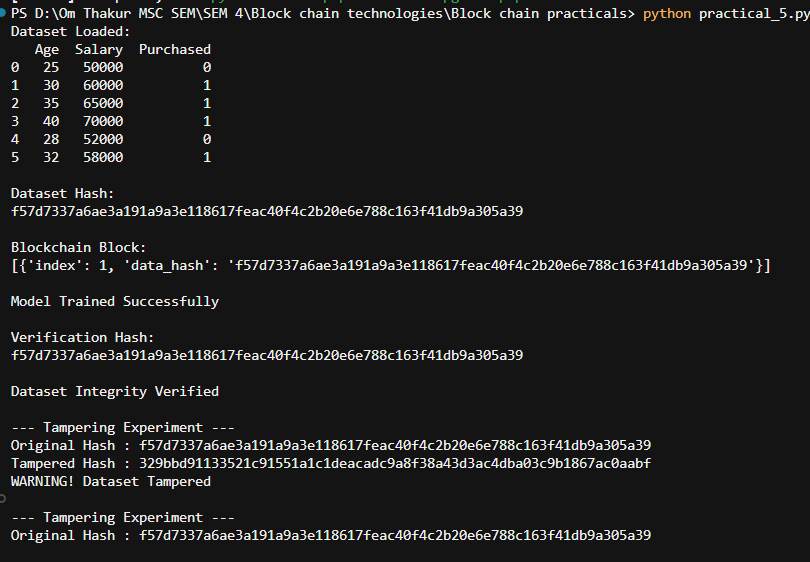 PS D:\Om Thakur MSC SEM\SEM 4\Block chain technologies\Block chain practicals> python practical_5.py
Dataset Loaded:
   Age  Salary  Purchased
0   25   50000          0
1   30   60000          1
2   35   65000          1
3   40   70000          1
4   28   52000          0
5   32   58000          1
Dataset Hash:
f57d7337a6ae3a191a9a3e118617feac40f4c2b20e6e788c163f41db9a305a39
Blockchain Block:
[{'index': 1, 'data_hash': 'f57d7337a6ae3a191a9a3e118617feac40f4c2b20e6e788c163f41db9a305a39'}]
Model Trained Successfully
Verification Hash:
f57d7337a6ae3a191a9a3e118617feac40f4c2b20e6e788c163f41db9a305a39
Dataset Integrity Verified
--- Tampering Experiment ---
Original Hash : f57d7337a6ae3a191a9a3e118617feac40f4c2b20e6e788c163f41db9a305a39
Tampered Hash : 329bbd91133521c91551a1c1deacadc9a8f38a43d3ac4dba03c9b1867ac0aabf
WARNING! Dataset Tampered
--- Tampering Experiment ---
Original Hash : f57d7337a6ae3a191a9a3e118617feac40f4c2b20e6e788c163f41db9a305a39